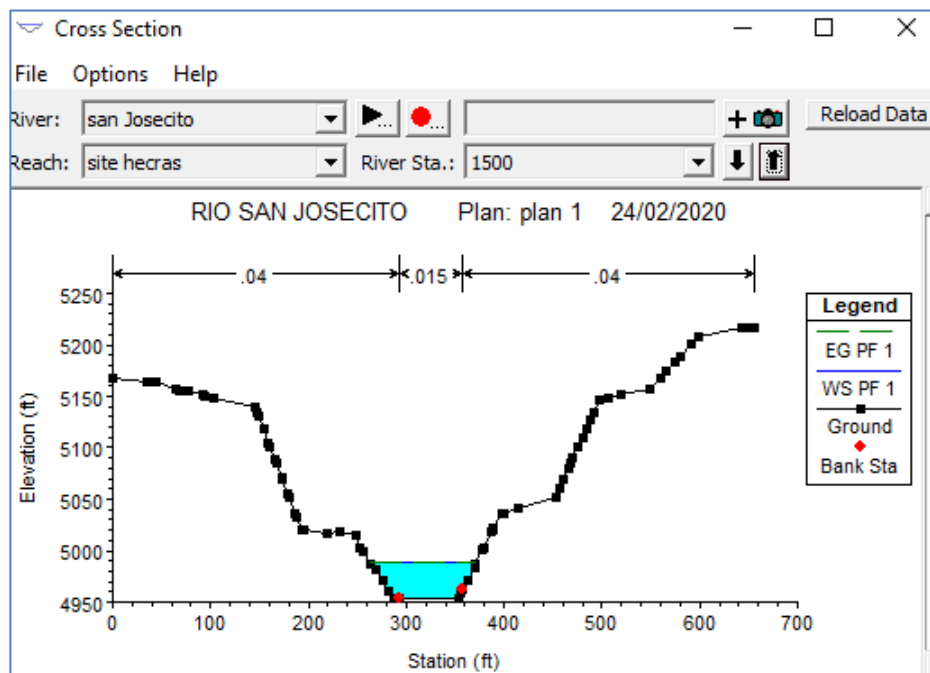 Cross Section
File Options Help
River: san Josecito Reload Data
Reach: site hecras River Sta.: 1500
RIO SAN JOSECITO Plan: plan 1 24/02/2020
.04 .015 .04
5250
5200
5150
5100
5050
5000
4950
Elevation (ft)
0 100 200 300 400 500 600 700
Station (ft)
Legend
EG PF 1
WS PF 1
Ground
Bank Sta